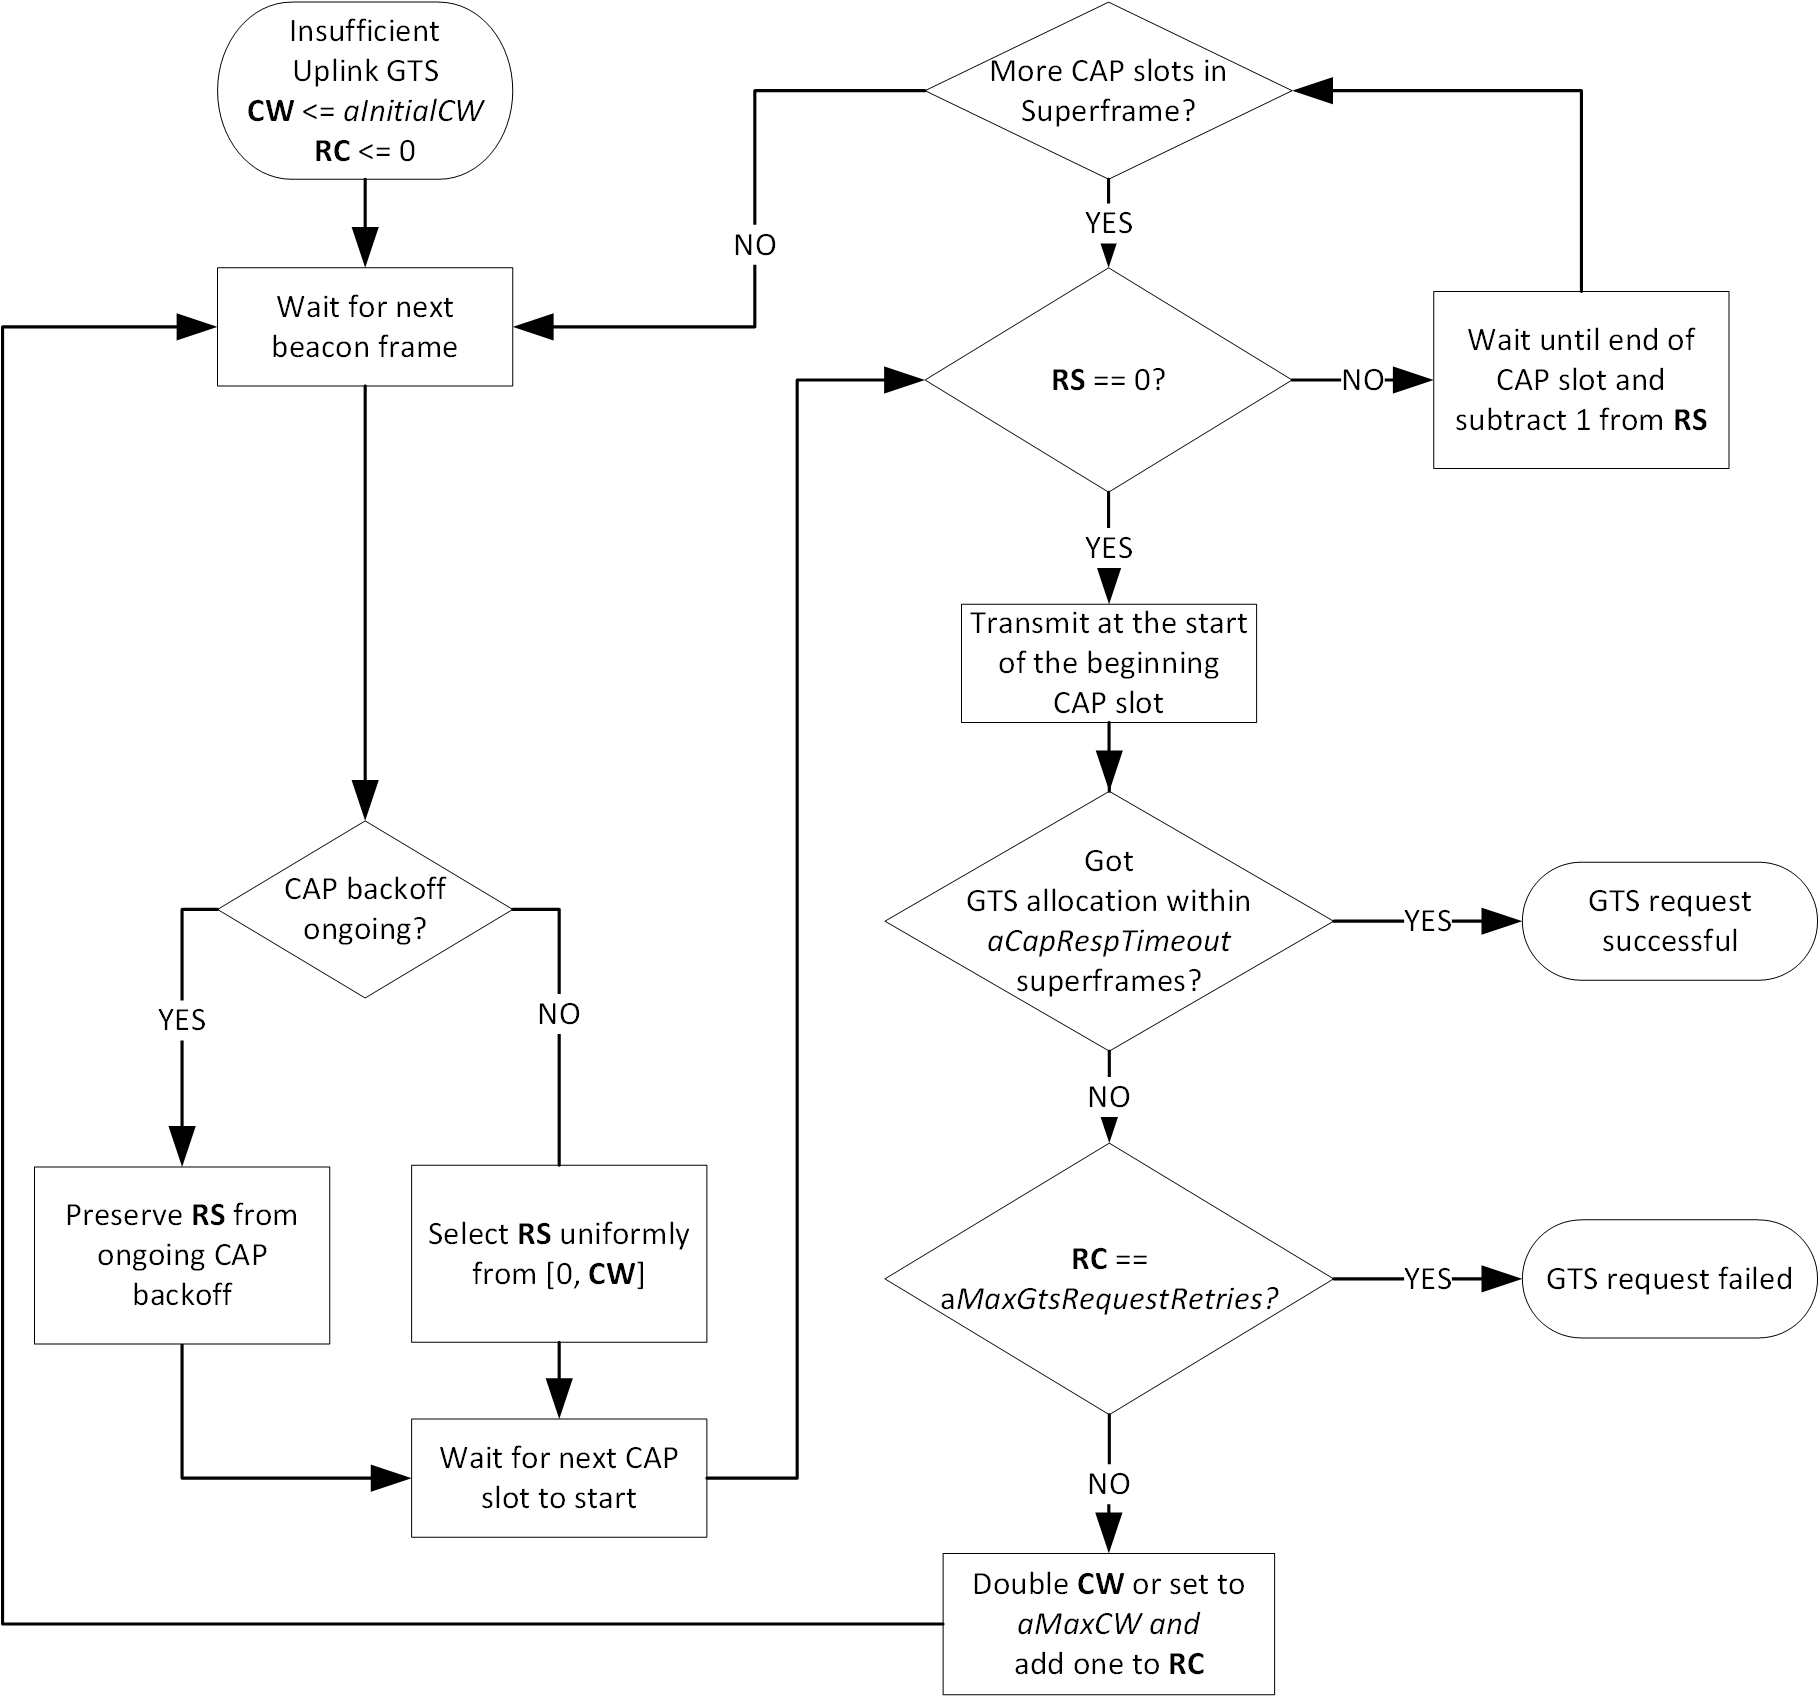 Insufficient
Uplink GTS
CW <= aInitialCW
RC <= 0
Wait for next
beacon frame
CAP backoff
ongoing?
YES
NO
Preserve RS from
ongoing CAP
backoff
Select RS uniformly
from [0, CW]
Wait for next CAP
slot to start
More CAP slots in
Superframe?
NO
YES
RS == 0?
NO
Wait until end of
CAP slot and
subtract 1 from RS
YES
Transmit at the start
of the beginning
CAP slot
Got
GTS allocation within
aCapRespTimeout
superframes?
YES
GTS request
successful
NO
RC ==
aMaxGtsRequestRetries?
YES
GTS request failed
NO
Double CW or set to
aMaxCW and
add one to RC